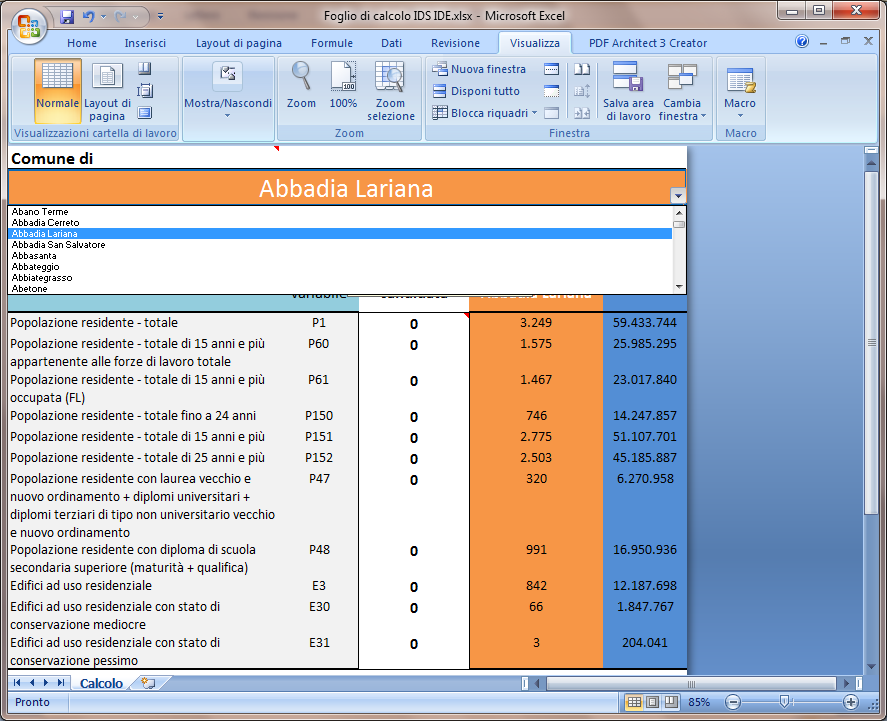 Foglio di calcolo IDS IDE.xlsx - Microsoft Excel
Home Inserisci Layout di pagina Formule Dati Revisione Visualizza PDF Architect 3 Creator
Normale
Layout di pagina
Mostra/Nascondi
Zoom
100%
Zoom selezione
Nuova finestra
Disponi tutto
Blocca riquadri
Salva area di lavoro
Cambia finestra
Macro
Visualizzazioni cartella di lavoro Zoom Finestra Macro
Comune di
Abbadia Lariana
Abano Terme
Abbadia Cerreto
Abbadia Lariana
Abbadia San Salvatore
Abbasanta
Abbateggio
Abbiategrasso
Abetone
Popolazione residente - totale P1 0 3.249 59.433.744
Popolazione residente - totale di 15 anni e più P60 0 1.575 25.985.295
appartenente alle forze di lavoro totale
Popolazione residente - totale di 15 anni e più P61 0 1.467 23.017.840
occupata (FL)
Popolazione residente - totale fino a 24 anni P150 0 746 14.247.857
Popolazione residente - totale di 15 anni e più P151 0 2.775 51.107.701
Popolazione residente - totale di 25 anni e più P152 0 2.503 45.185.887
Popolazione residente con laurea vecchio e P47 0 320 6.270.958
nuovo ordinamento + diplomi universitari +
diplomi terziari di tipo non universitario vecchio
e nuovo ordinamento
Popolazione residente con diploma di scuola P48 0 991 16.950.936
secondaria superiore (maturità + qualifica)
Edifici ad uso residenziale E3 0 842 12.187.698
Edifici ad uso residenziale con stato di E30 0 66 1.847.767
conservazione mediocre
Edifici ad uso residenziale con stato di E31 0 3 204.041
conservazione pessimo
Calcolo
Pronto 85%